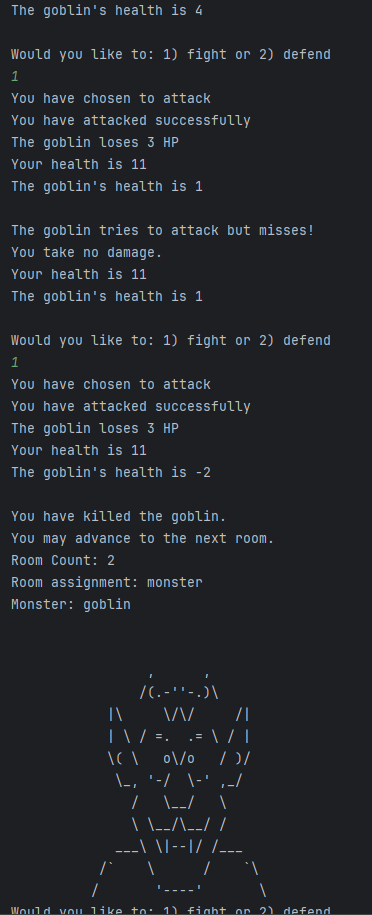 The goblin's health is 4

Would you like to: 1) fight or 2) defend
1
You have chosen to attack
You have attacked successfully
The goblin loses 3 HP
Your health is 11
The goblin's health is 1

The goblin tries to attack but misses!
You take no damage.
Your health is 11
The goblin's health is 1

Would you like to: 1) fight or 2) defend
1
You have chosen to attack
You have attacked successfully
The goblin loses 3 HP
Your health is 11
The goblin's health is -2

You have killed the goblin.
You may advance to the next room.
Room Count: 2
Room assignment: monster
Monster: goblin


                 ,      ,
                /(.-''-.)\
            |\     \/\/     /|
            | \ / =.  .= \ / |
            \( \   o\/o   / )/
             \_, '-/  \-' ,_/
               /   \__/   \
               \ \__/\__/ /
             ___\ \|--|/ /___
           /`    \      /    `\
          /       '----'       \
Would you like to: 1) fight or 2) defend